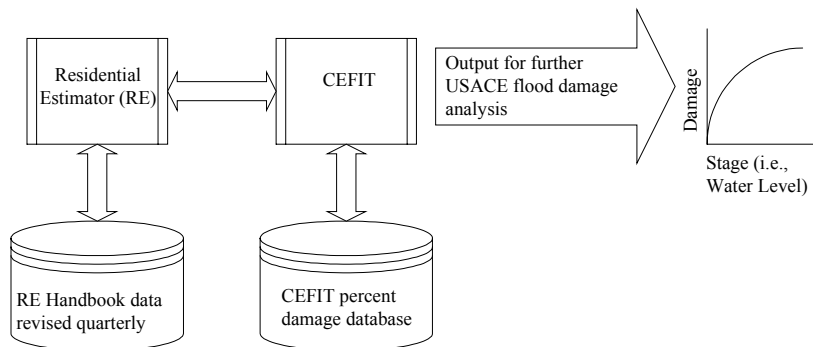 Residential
Estimator (RE)
CEFIT
Output for further
USACE flood damage
analysis
Damage
Stage (i.e.,
Water Level)
RE Handbook data
revised quarterly
CEFIT percent
damage database